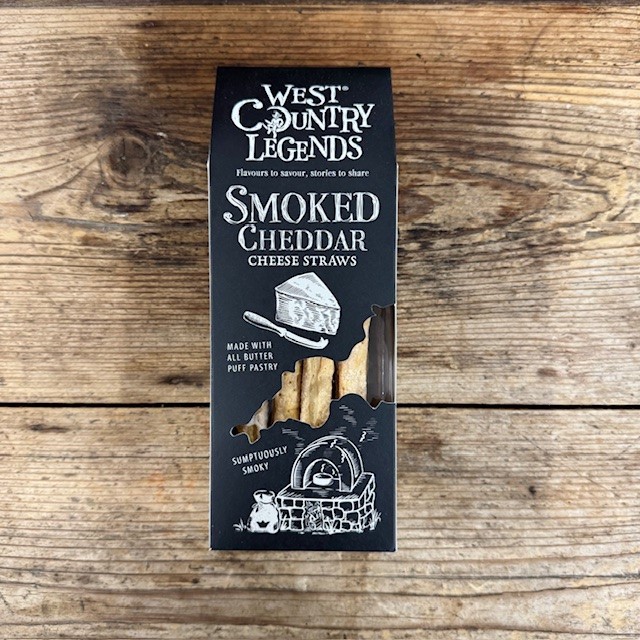 WEST®
COUNTRY
LEGENDS
Flavours to savour, stories to share
SMOKED
CHEDDAR
CHEESE STRAWS
MADE WITH
ALL BUTTER
PUFF PASTRY
SUMPTUOUSLY
SMOKY